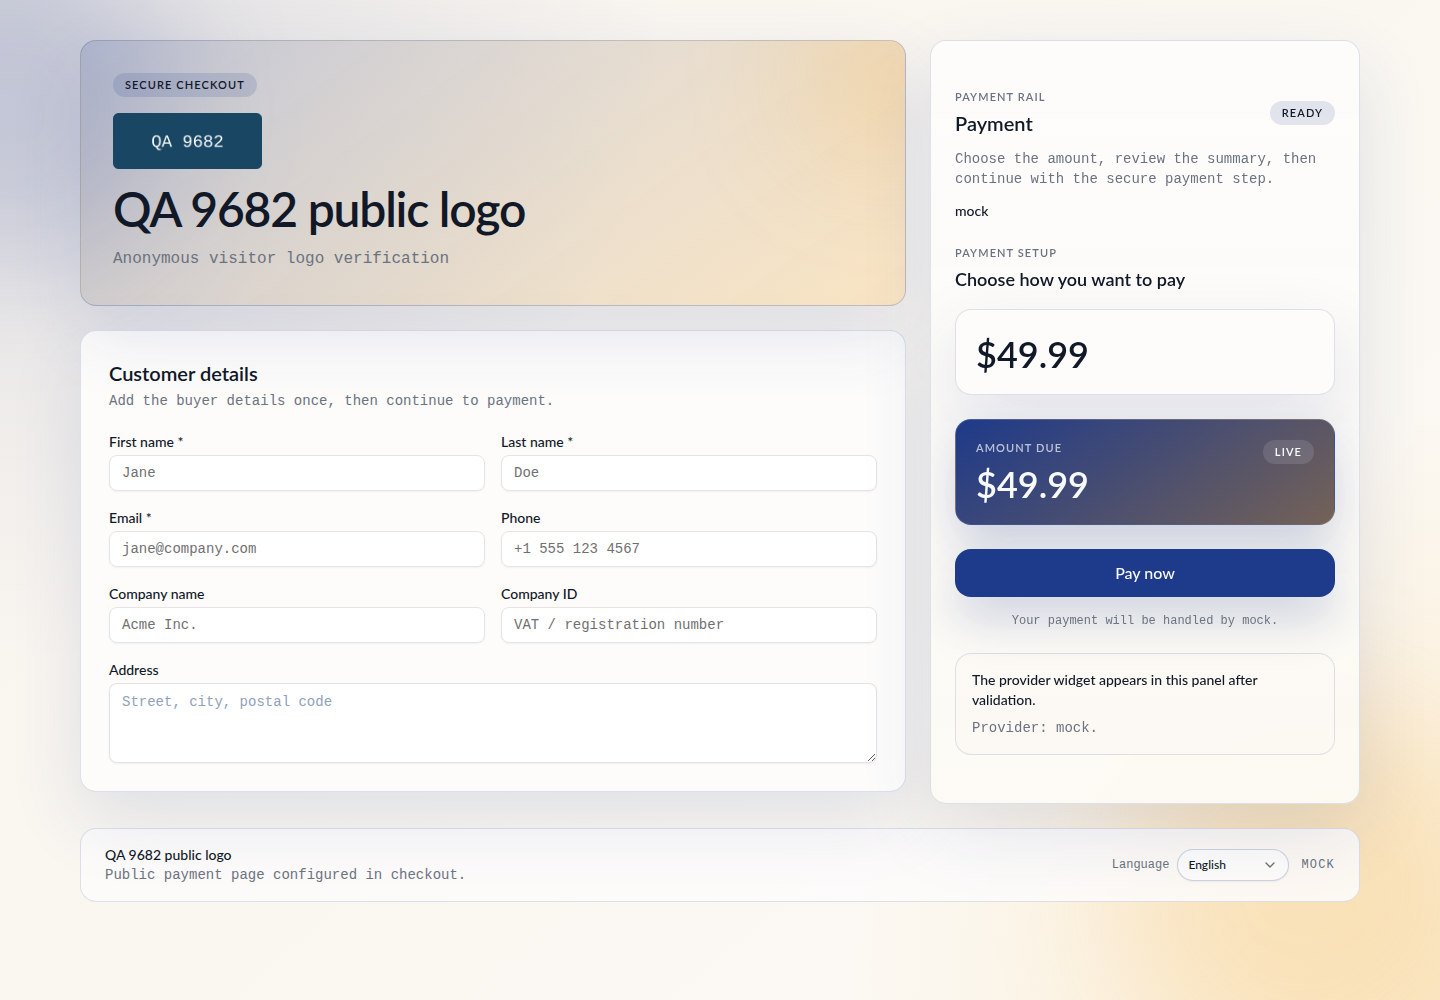 SECURE CHECKOUT
QA 9682
QA 9682 public logo
Anonymous visitor logo verification
Customer details
Add the buyer details once, then continue to payment.
First name *
Last name *
Jane
Doe
Email *
Phone
jane@company.com
+1 555 123 4567
Company name
Company ID
Acme Inc.
VAT / registration number
Address
Street, city, postal code
PAYMENT RAIL
Payment
READY
Choose the amount, review the summary, then
continue with the secure payment step.
mock
PAYMENT SETUP
Choose how you want to pay
$49.99
AMOUNT DUE
LIVE
$49.99
Pay now
Your payment will be handled by mock.
The provider widget appears in this panel after
validation.
Provider: mock.
QA 9682 public logo
Public payment page configured in checkout.
Language
English
MOCK